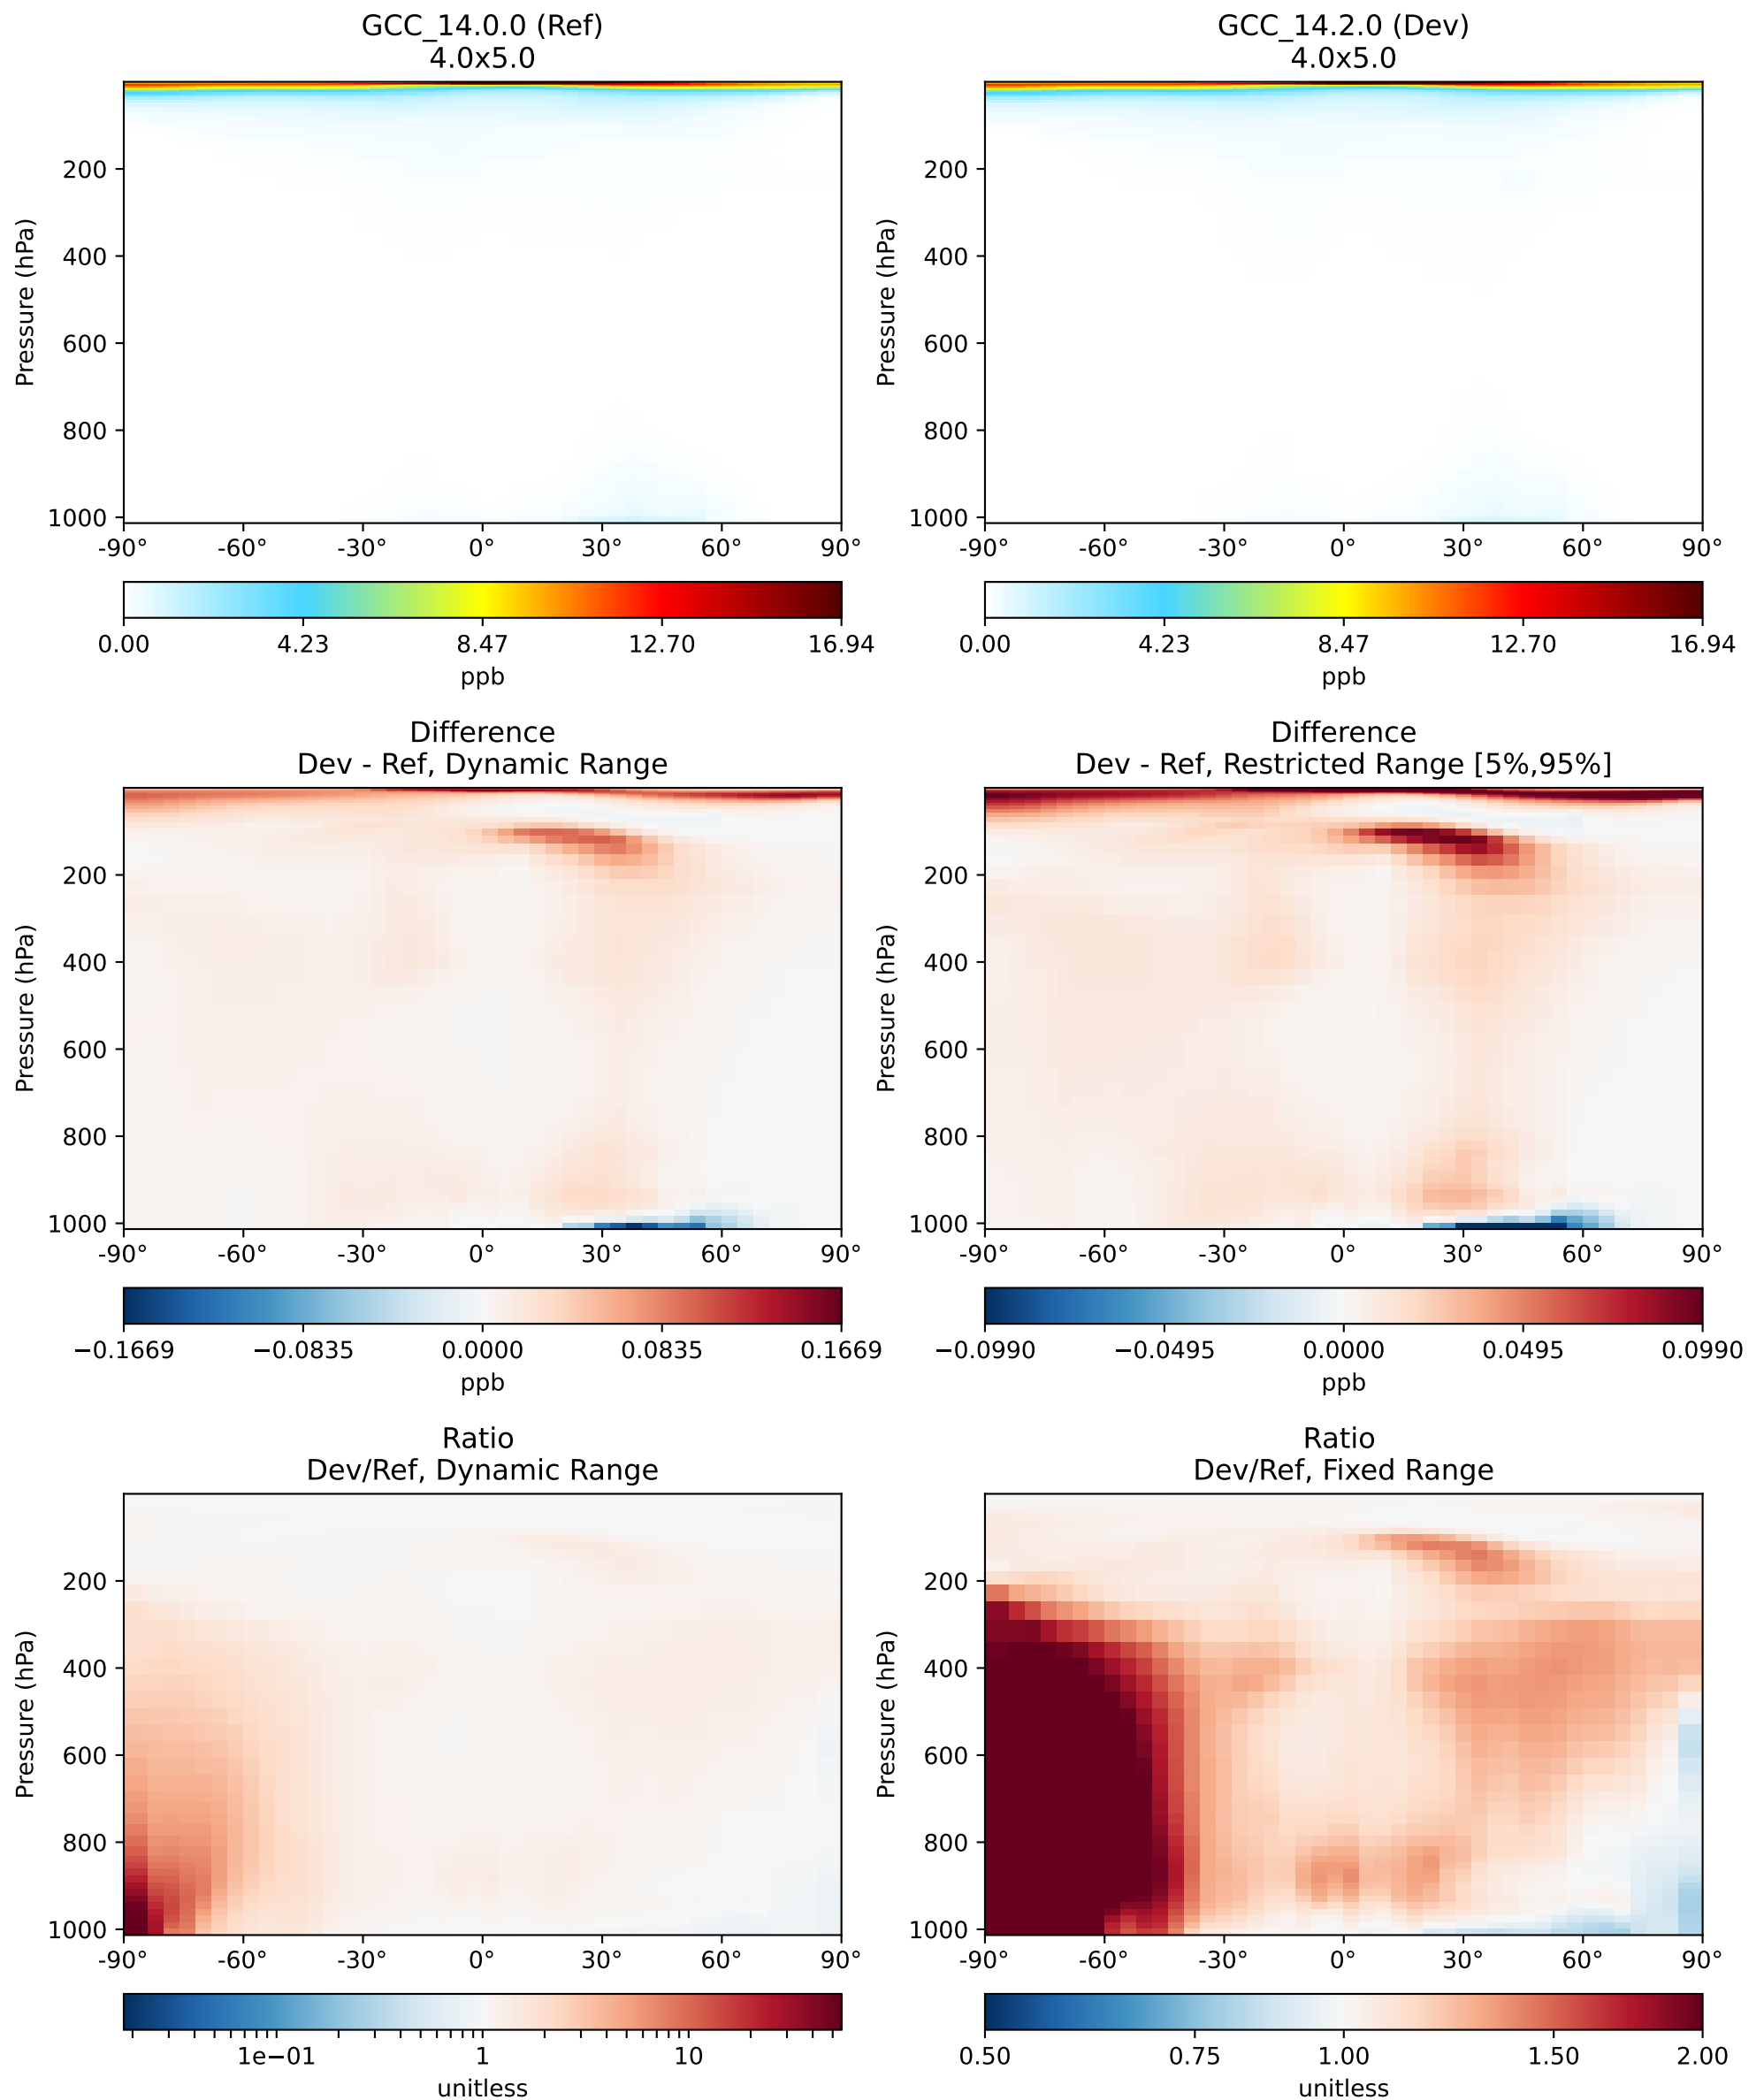 GCC_14.0.0 (Ref)
4.0x5.0
Pressure (hPa)
200
400
600
800
1000
-90° -60° -30° 0° 30° 60° 90°
0.00 4.23 8.47 12.70 16.94
ppb
GCC_14.2.0 (Dev)
4.0x5.0
Pressure (hPa)
200
400
600
800
1000
-90° -60° -30° 0° 30° 60° 90°
0.00 4.23 8.47 12.70 16.94
ppb
Difference
Dev - Ref, Dynamic Range
Pressure (hPa)
200
400
600
800
1000
-90° -60° -30° 0° 30° 60° 90°
−0.1669 −0.0835 0.0000 0.0835 0.1669
ppb
Difference
Dev - Ref, Restricted Range [5%,95%]
Pressure (hPa)
200
400
600
800
1000
-90° -60° -30° 0° 30° 60° 90°
−0.0990 −0.0495 0.0000 0.0495 0.0990
ppb
Ratio
Dev/Ref, Dynamic Range
Pressure (hPa)
200
400
600
800
1000
-90° -60° -30° 0° 30° 60° 90°
1e−01 1 10
unitless
Ratio
Dev/Ref, Fixed Range
Pressure (hPa)
200
400
600
800
1000
-90° -60° -30° 0° 30° 60° 90°
0.50 0.75 1.00 1.50 2.00
unitless